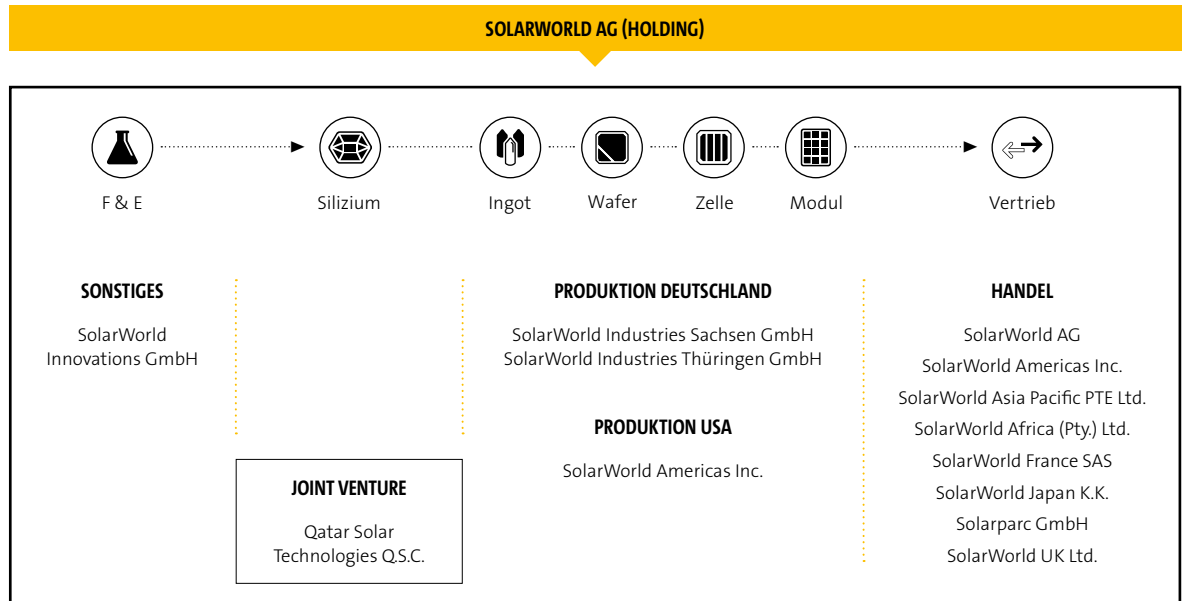 SOLARWORLD AG (HOLDING)
F & E
Silizium
Ingot
Wafer
Zelle
Modul
Vertrieb
SONSTIGES
SolarWorld
Innovations GmbH
JOINT VENTURE
Qatar Solar
Technologies Q.S.C.
PRODUKTION DEUTSCHLAND
SolarWorld Industries Sachsen GmbH
SolarWorld Industries Thüringen GmbH
PRODUKTION USA
SolarWorld Americas Inc.
HANDEL
SolarWorld AG
SolarWorld Americas Inc.
SolarWorld Asia Pacific PTE Ltd.
SolarWorld Africa (Pty.) Ltd.
SolarWorld France SAS
SolarWorld Japan K.K.
Solarparc GmbH
SolarWorld UK Ltd.